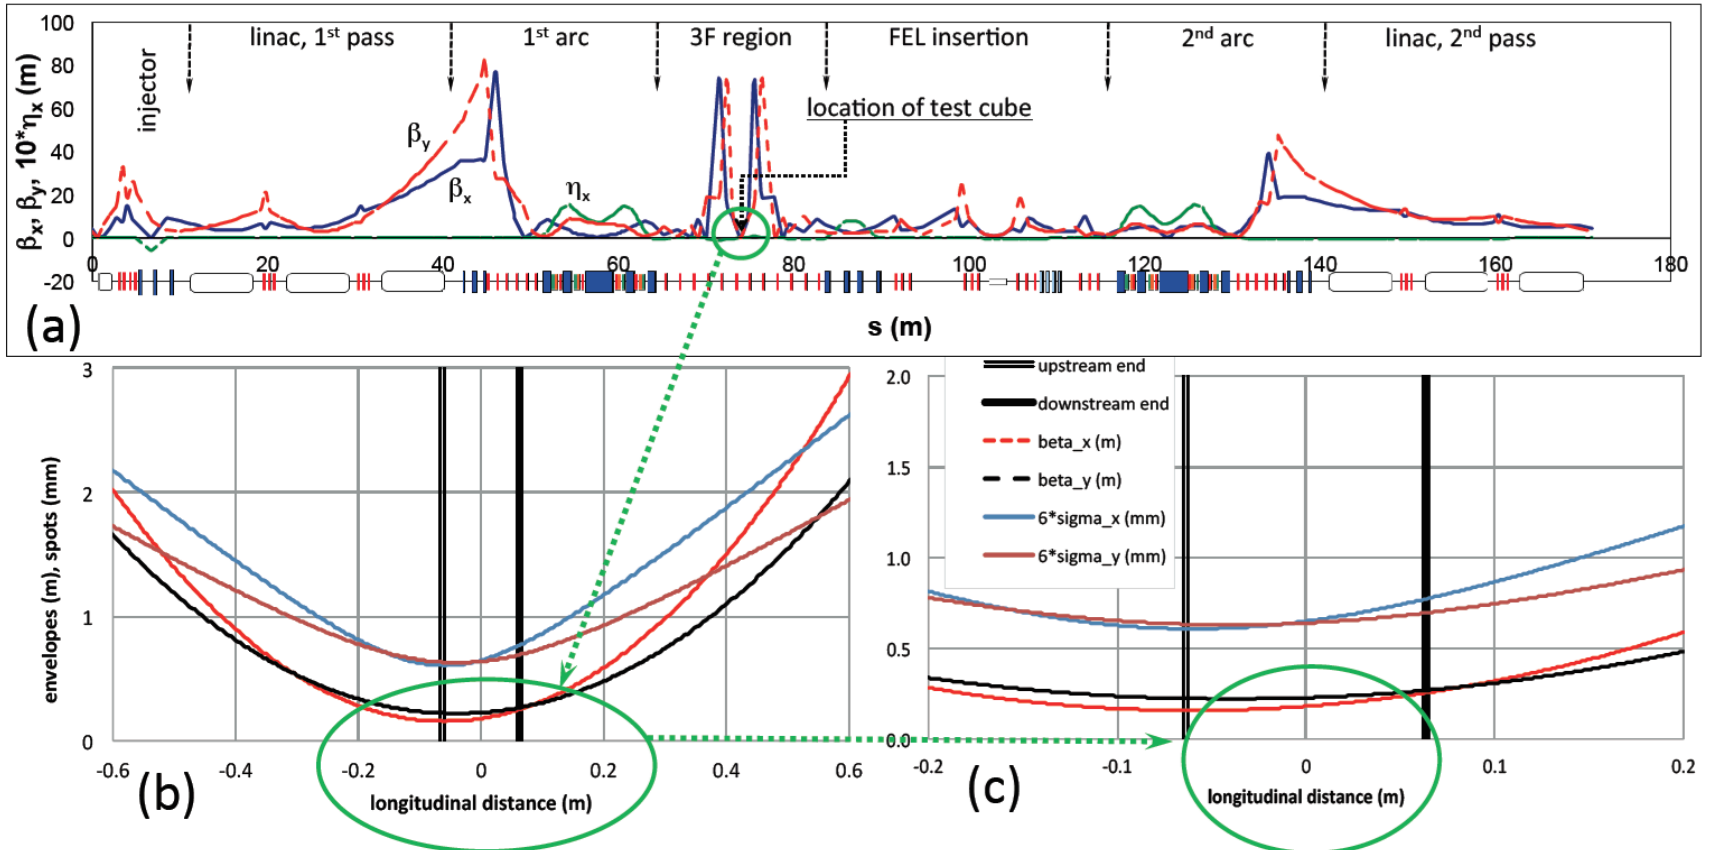 100
80
60
40
20
0
-20
βx, βy, 10*ηx (m)
injector
linac, 1st pass
1st arc
3F region
FEL insertion
2nd arc
linac, 2nd pass
location of test cube
βy
βx
ηx
0
20
40
60
80
100
120
140
160
180
s (m)
(a)
3
2
1
0
envelopes (m), spots (mm)
-0.6
-0.4
-0.2
0
0.2
0.4
0.6
longitudinal distance (m)
(b)
upstream end
downstream end
beta_x (m)
beta_y (m)
6*sigma_x (mm)
6*sigma_y (mm)
2.0
1.5
1.0
0.5
0.0
-0.2
-0.1
0
0.1
0.2
longitudinal distance (m)
(c)